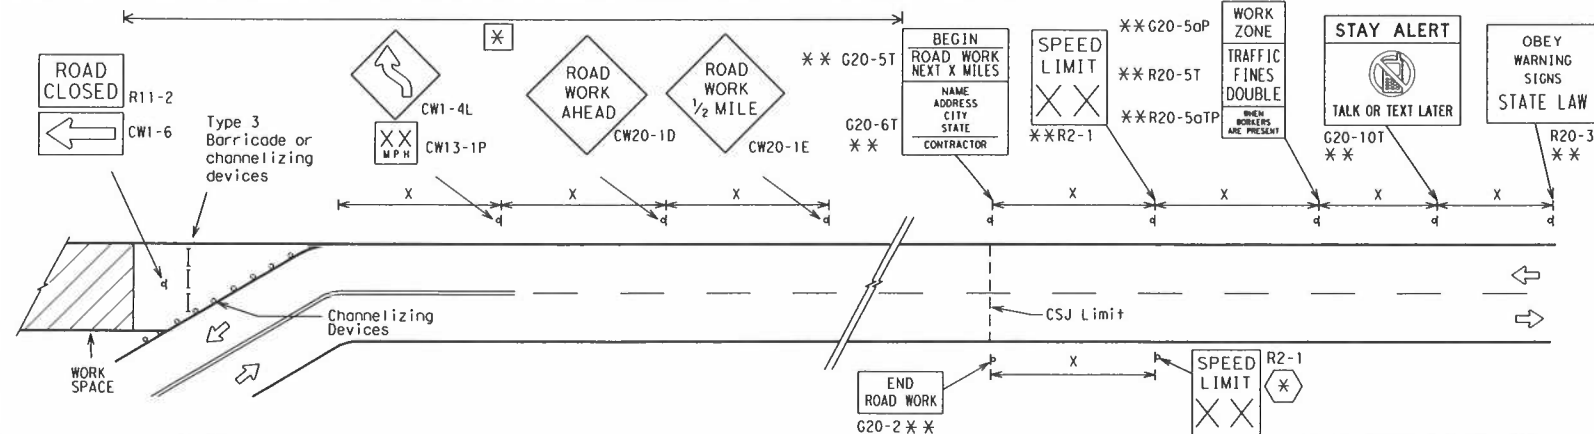 ROAD
CLOSED
R11-2
CW1-6
Type 3
Barricade or
channelizing
devices
*
CW1-4L
XX
MPH
CW13-1P
ROAD
WORK
AHEAD
CW20-1D
ROAD
WORK
1/2 MILE
CW20-1E
** G20-5T
BEGIN
ROAD WORK
NEXT X MILES
G20-6T
**
NAME
ADDRESS
CITY
STATE
CONTRACTOR
SPEED
LIMIT
X X
**R2-1
**G20-5aP
WORK
ZONE
**R20-5T
TRAFFIC
FINES
DOUBLE
**R20-5aTP
WHEN
WORKERS
ARE PRESENT
STAY ALERT
TALK OR TEXT LATER
G20-10T
**
OBEY
WARNING
SIGNS
STATE LAW
R20-3
**
X
X
X
X
X
X
X
Channelizing
Devices
CSJ Limit
WORK
SPACE
END
ROAD WORK
G20-2 **
X
SPEED
LIMIT
X X
R2-1
*